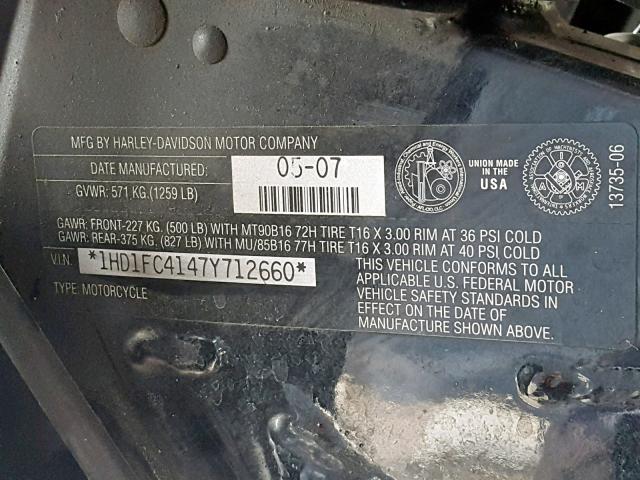 MFG BY HARLEY-DAVIDSON MOTOR COMPANY
DATE MANUFACTURED: 05-07
GVWR: 571 KG.(1259 LB)
UNION MADE
IN THE
USA
13735-06
GAWR: FRONT-227 KG. (500 LB) WITH MT90B16 72H TIRE T16 X 3.00 RIM AT 36 PSI COLD
GAWR: REAR-375 KG. (827 LB) WITH MU/85B16 77H TIRE T16 X 3.00 RIM AT 40 PSI COLD
V.I.N. *1HD1FC4147Y712660*
TYPE: MOTORCYCLE
THIS VEHICLE CONFORMS TO ALL
APPLICABLE U.S. FEDERAL MOTOR
VEHICLE SAFETY STANDARDS IN
EFFECT ON THE DATE OF
MANUFACTURE SHOWN ABOVE.